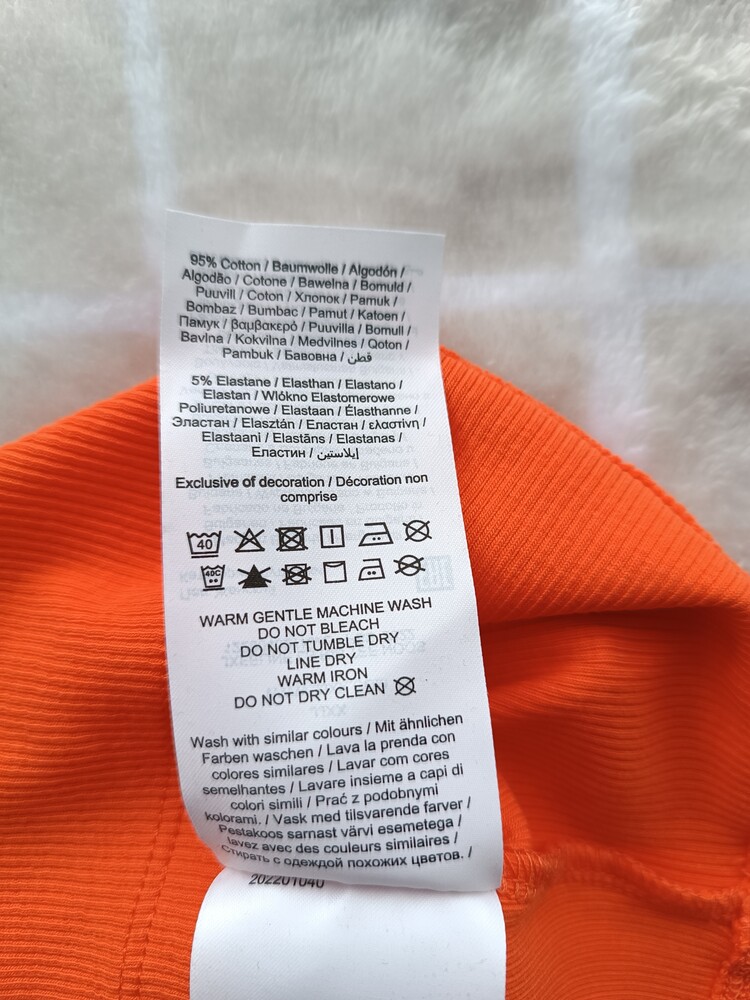 95% Cotton / Baumwolle / Algodón /
Algodão / Cotone / Bawełna / Bomuld /
Puuvill / Coton / Хлопок / Pamuk /
Bombaz / Bumbac / Pamut / Katoen /
Памук / βαμβακερό / Puuvilla / Bomull /
Bavlna / Kokvilna / Medvilnes / Qoton /
Pambuk / Бавовна / قطن
5% Elastane / Elasthan / Elastano /
Elastan / Włókno Elastomerowe
Poliuretanowe / Elastaan / Élasthanne /
Эластан / Elasztán / Еластан / ελαστίνη /
Elastaani / Elastāns / Elastanas /
Еластин / إيلاستين
Exclusive of decoration / Décoration non
comprise
40
40C
WARM GENTLE MACHINE WASH
DO NOT BLEACH
DO NOT TUMBLE DRY
LINE DRY
WARM IRON
DO NOT DRY CLEAN
Wash with similar colours / Mit ähnlichen
Farben waschen / Lava la prenda con
colores similares / Lavar com cores
semelhantes / Lavare insieme a capi di
colori simili / Prać z podobnymi
kolorami. / Vask med tilsvarende farver /
Pestakoos sarnast värvi esemetega /
lavez avec des couleurs similaires /
Стирать с одеждой похожих цветов. /
202201040